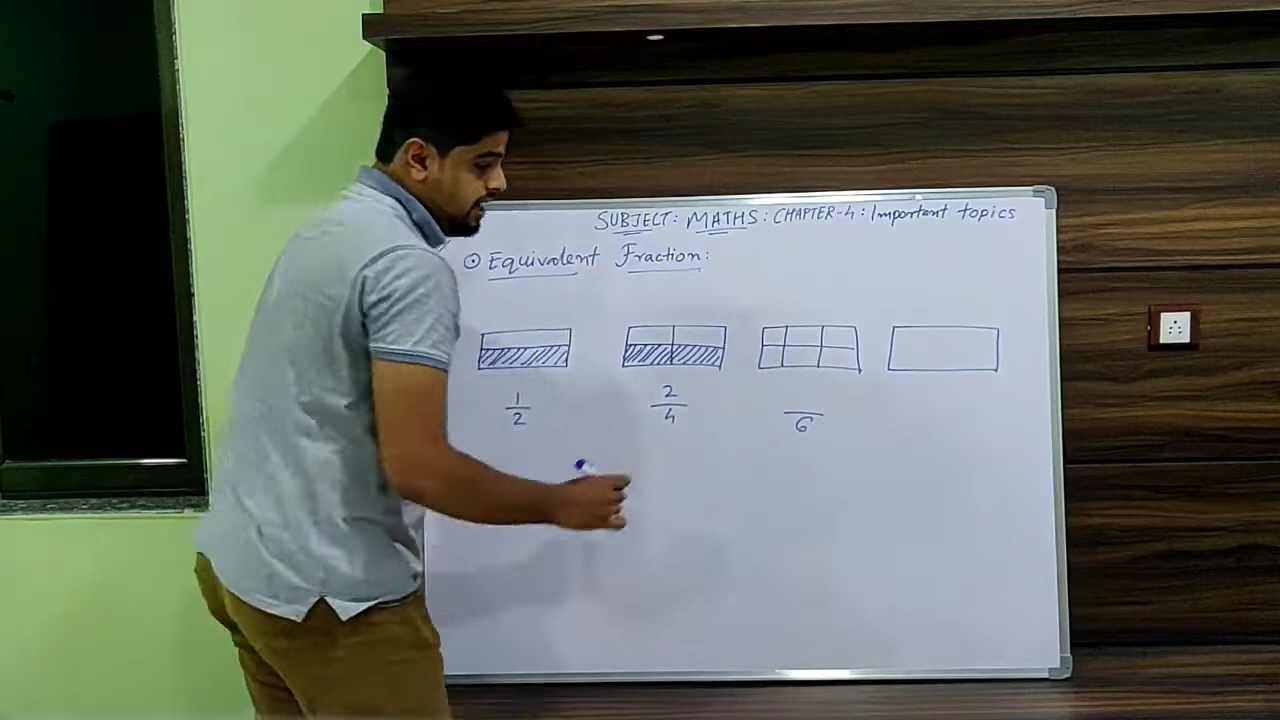 SUBJECT: MATHS: CHAPTER-4: Important topics
Equivalent Fraction:
1 2 
2 4 6